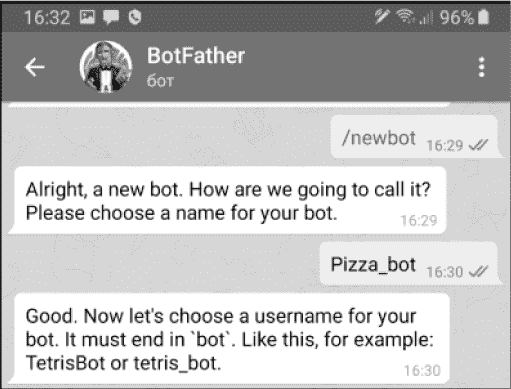 16:32 96%
BotFather
бот
/newbot 16:29
Alright, a new bot. How are we going to call it?
Please choose a name for your bot.
16:29
Pizza_bot 16:30
Good. Now let's choose a username for your
bot. It must end in `bot`. Like this, for example:
TetrisBot or tetris_bot.
16:30